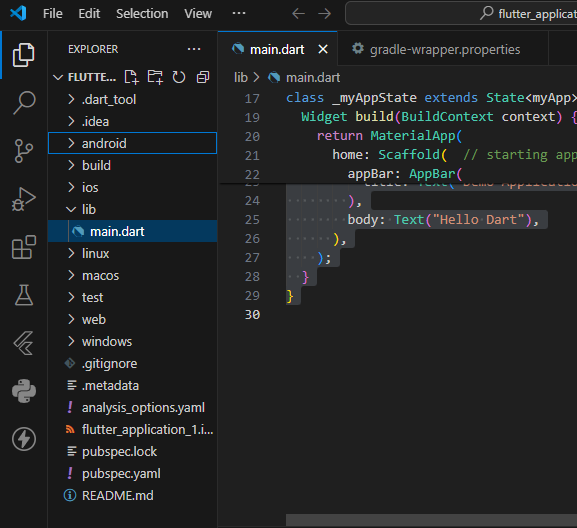 File Edit Selection View ... flutter_applica
EXPLORER ...
main.dart gradle-wrapper.properties
FLUTTE...
lib > main.dart
.dart_tool
.idea
android
build
ios
lib
main.dart
linux
macos
test
web
windows
.gitignore
.metadata
analysis_options.yaml
flutter_application_1.i...
pubspec.lock
pubspec.yaml
README.md
17 class _myAppState extends State<myApp>
19 Widget build(BuildContext context) {
20 return MaterialApp(
21 home: Scaffold( // starting app
22 appBar: AppBar(
title: Text("Demo Application
24 ),
25 body: Text("Hello Dart"),
26 ),
27 );
28 }
29 }
30